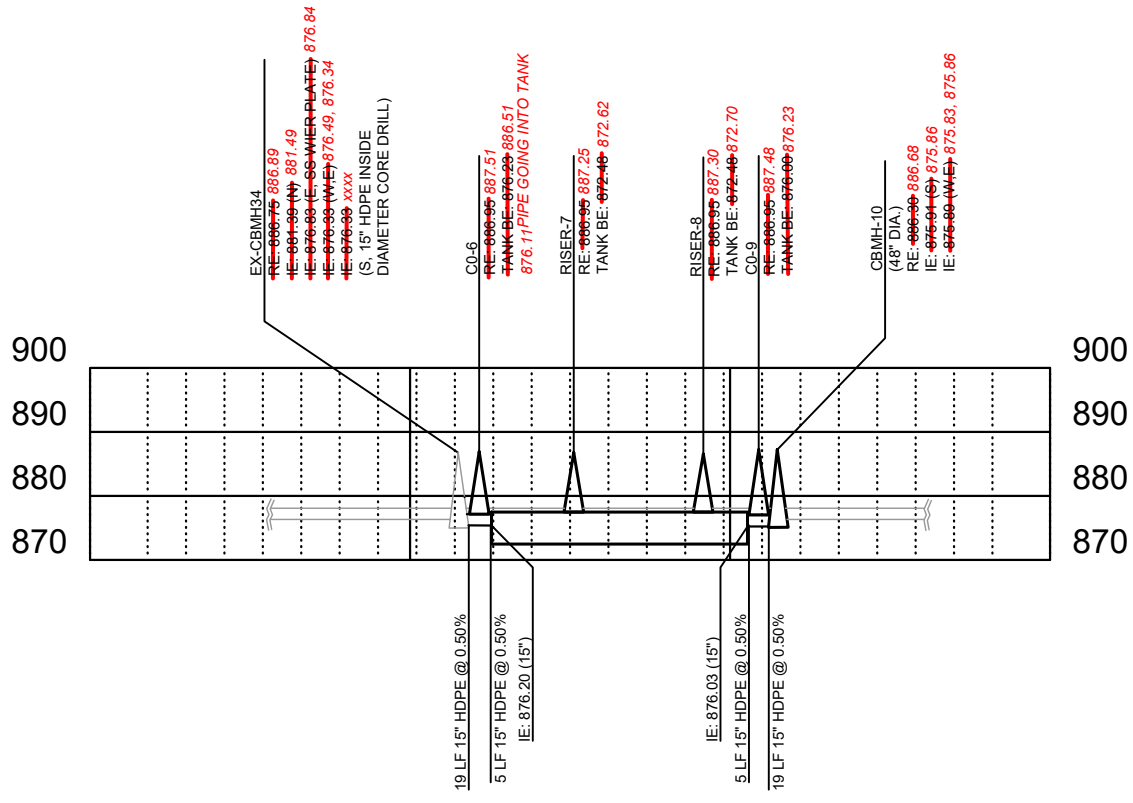 EX-CBMH34
RE: 886.75 886.89
IE: 881.39 (N) 881.49
IE: 876.83 (E, SS WIER PLATE) 876.84
IE: 876.33 (W,E) 876.49, 876.34
IE: 876.33 xxxx
(S, 15" HDPE INSIDE
DIAMETER CORE DRILL)
C0-6
RE: 886.95 887.51
TANK BE: 876.23 886.51
876.11 PIPE GOING INTO TANK
RISER-7
RE: 886.95 887.25
TANK BE: 872.48 872.62
RISER-8
RE: 886.95 887.30
TANK BE: 872.48 872.70
C0-9
RE: 886.95 887.48
TANK BE: 876.00 876.23
CBMH-10
(48" DIA.)
RE: 886.30 886.68
IE: 875.91 (S) 875.86
IE: 875.89 (W,E) 875.83, 875.86
900
900
890
890
880
880
870
870
19 LF 15" HDPE @ 0.50%
5 LF 15" HDPE @ 0.50%
IE: 876.20 (15")
IE: 876.03 (15")
5 LF 15" HDPE @ 0.50%
19 LF 15" HDPE @ 0.50%